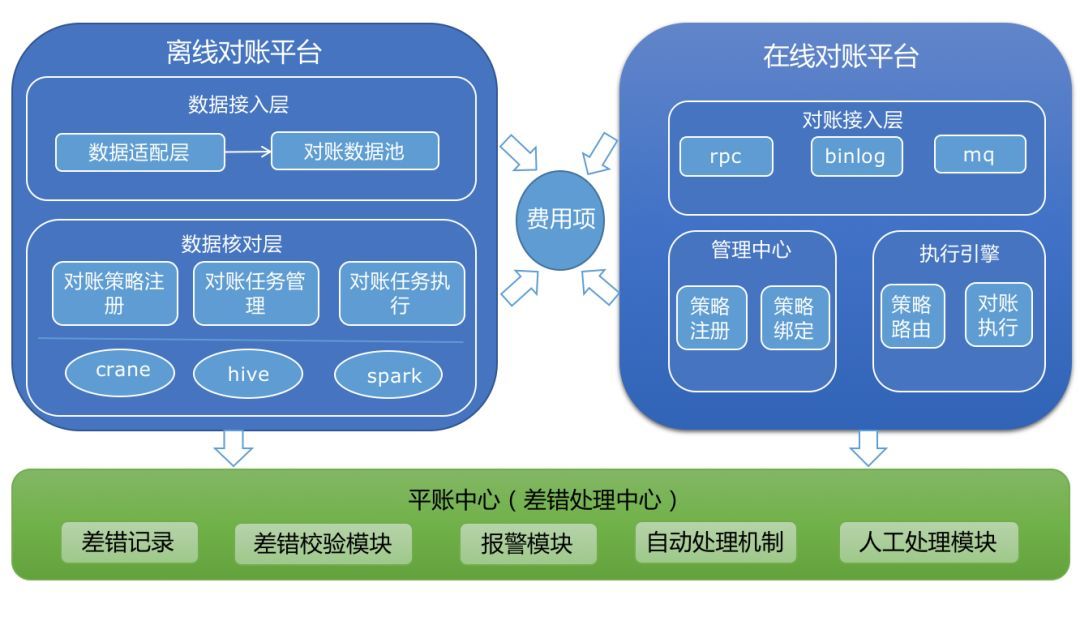 离线对账平台
数据接入层
数据适配层
对账数据池
数据核对层
对账策略注
册
对账任务管
理
对账任务执
行
crane
hive
spark
费用项
在线对账平台
对账接入层
rpc
binlog
mq
管理中心
策略
注册
策略
绑定
执行引擎
策略
路由
对账
执行
平账中心（差错处理中心）
差错记录
差错校验模块
报警模块
自动处理机制
人工处理模块